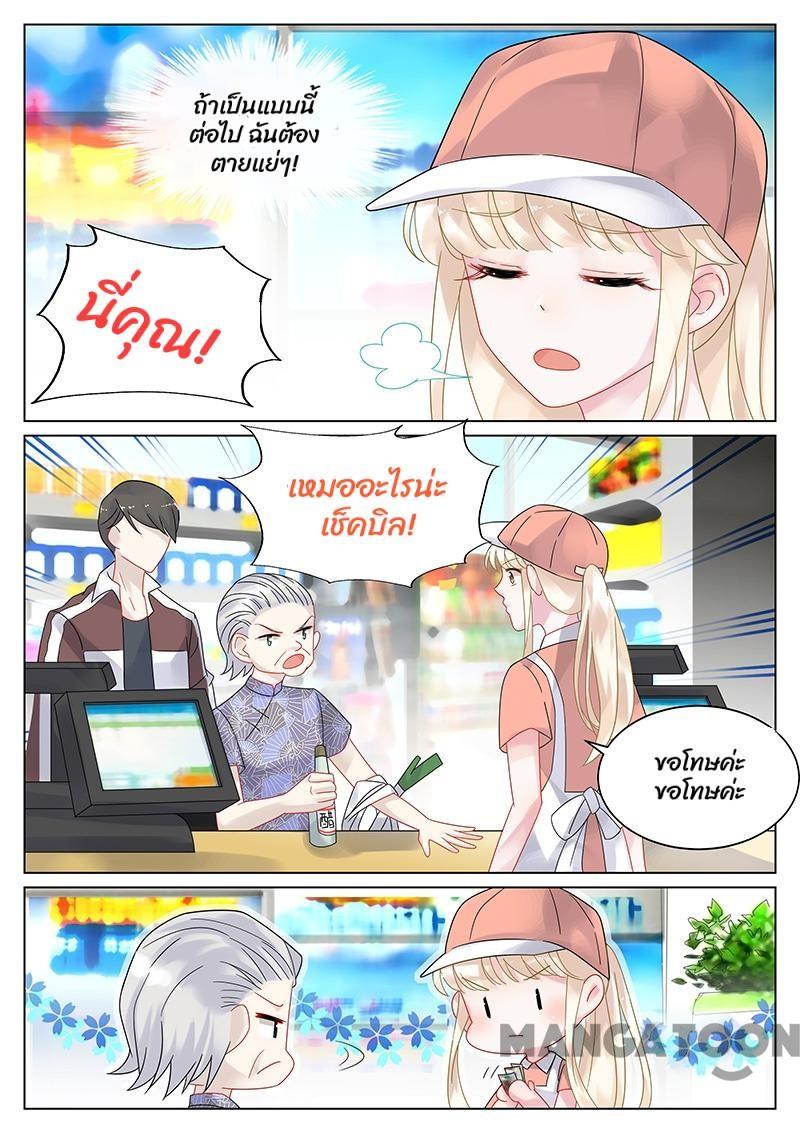 ถ้าเป็นแบบนี้
ต่อไป ฉันต้อง
ตายแย่ๆ!
นี่คุณ!
เหมออะไรน่ะ
เช็คบิล!
ขอโทษค่ะ
ขอโทษค่ะ
醋
MANGATOON